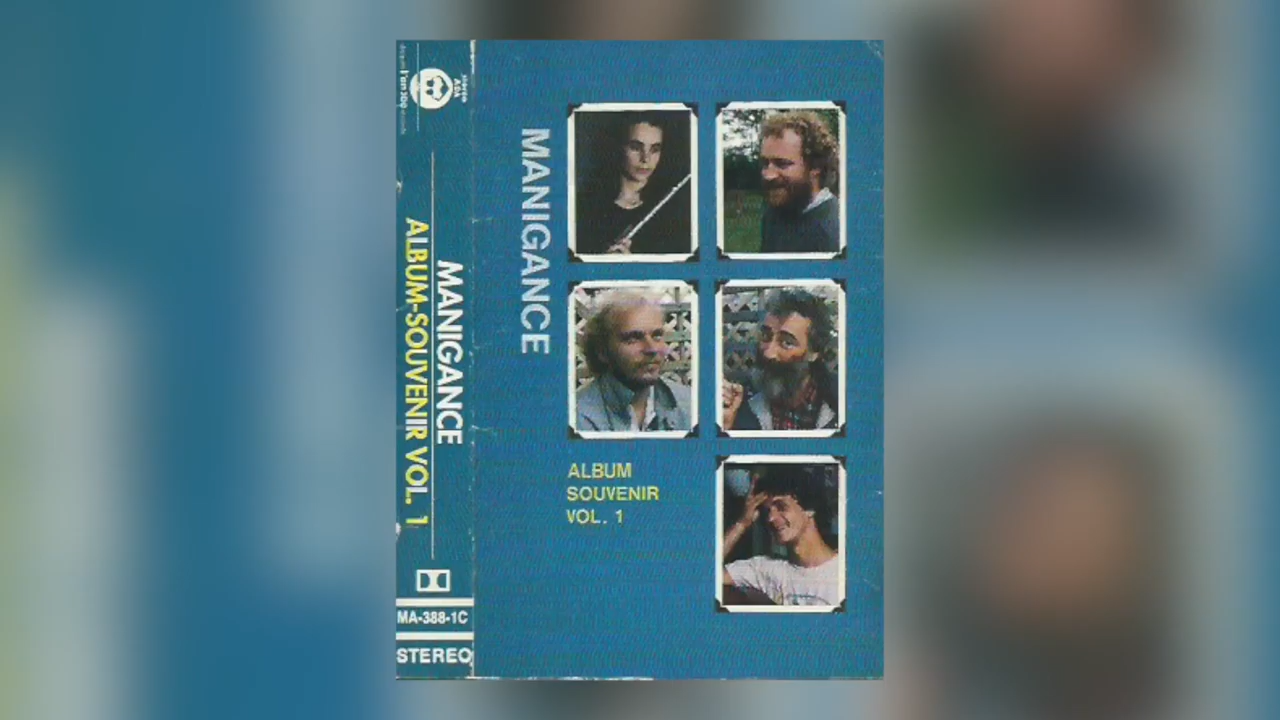 MANIGANCE
ALBUM-SOUVENIR VOL. 1
MA-388-1C
STEREO
MANIGANCE
ALBUM
SOUVENIR
VOL. 1